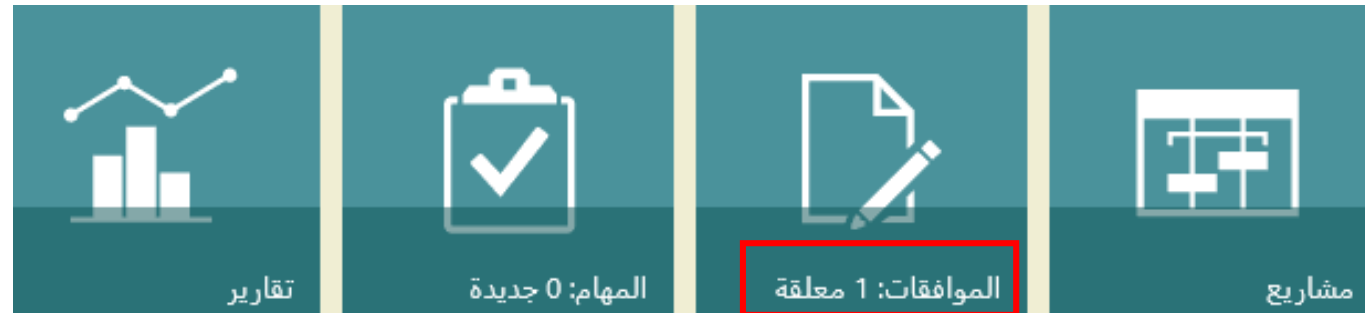 مشاريع
الموافقات: 1 معلقة
المهام: 0 جديدة
تقارير